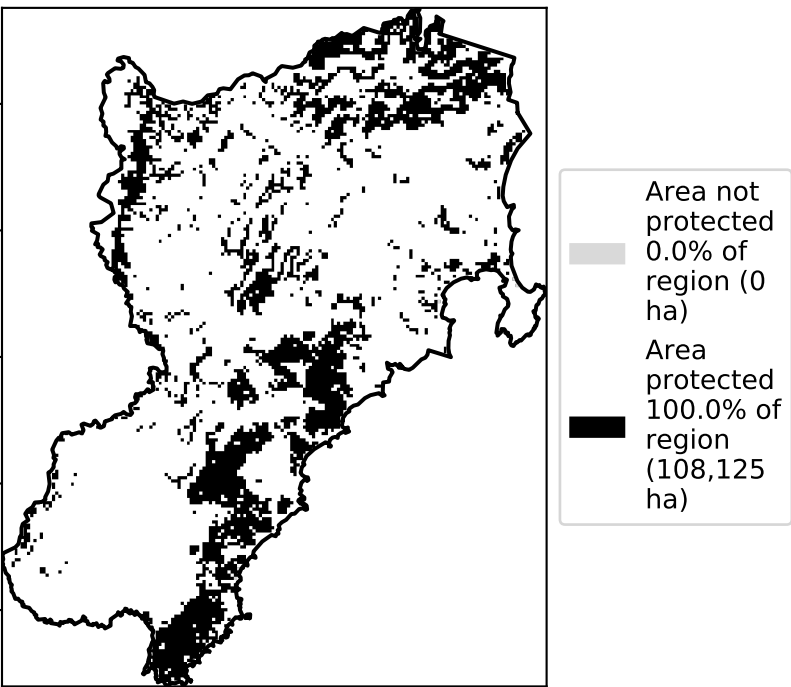 Area not
protected
0.0% of
region (0
ha)
Area
protected
100.0% of
region
(108,125
ha)